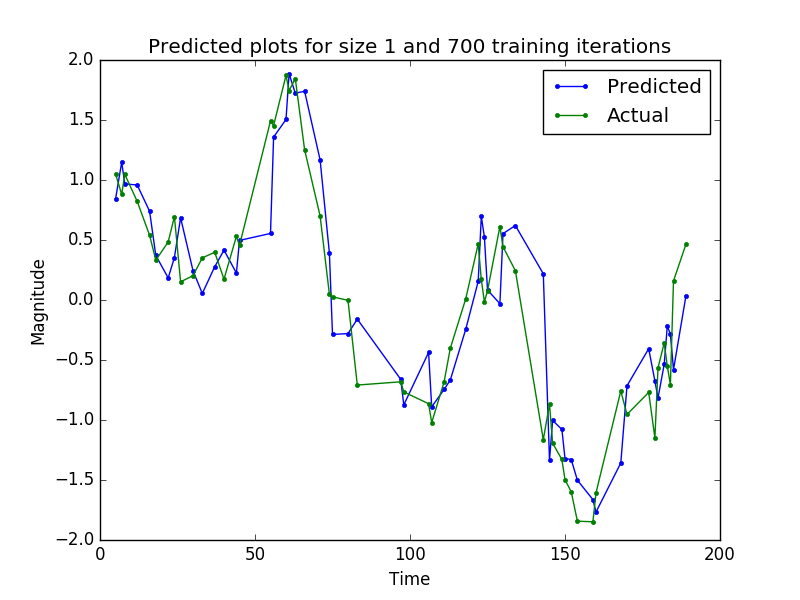 Predicted plots for size 1 and 700 training iterations
Predicted
Actual
2.0
1.5
1.0
0.5
0.0
−0.5
−1.0
−1.5
−2.0
Magnitude
0 50 100 150 200
Time